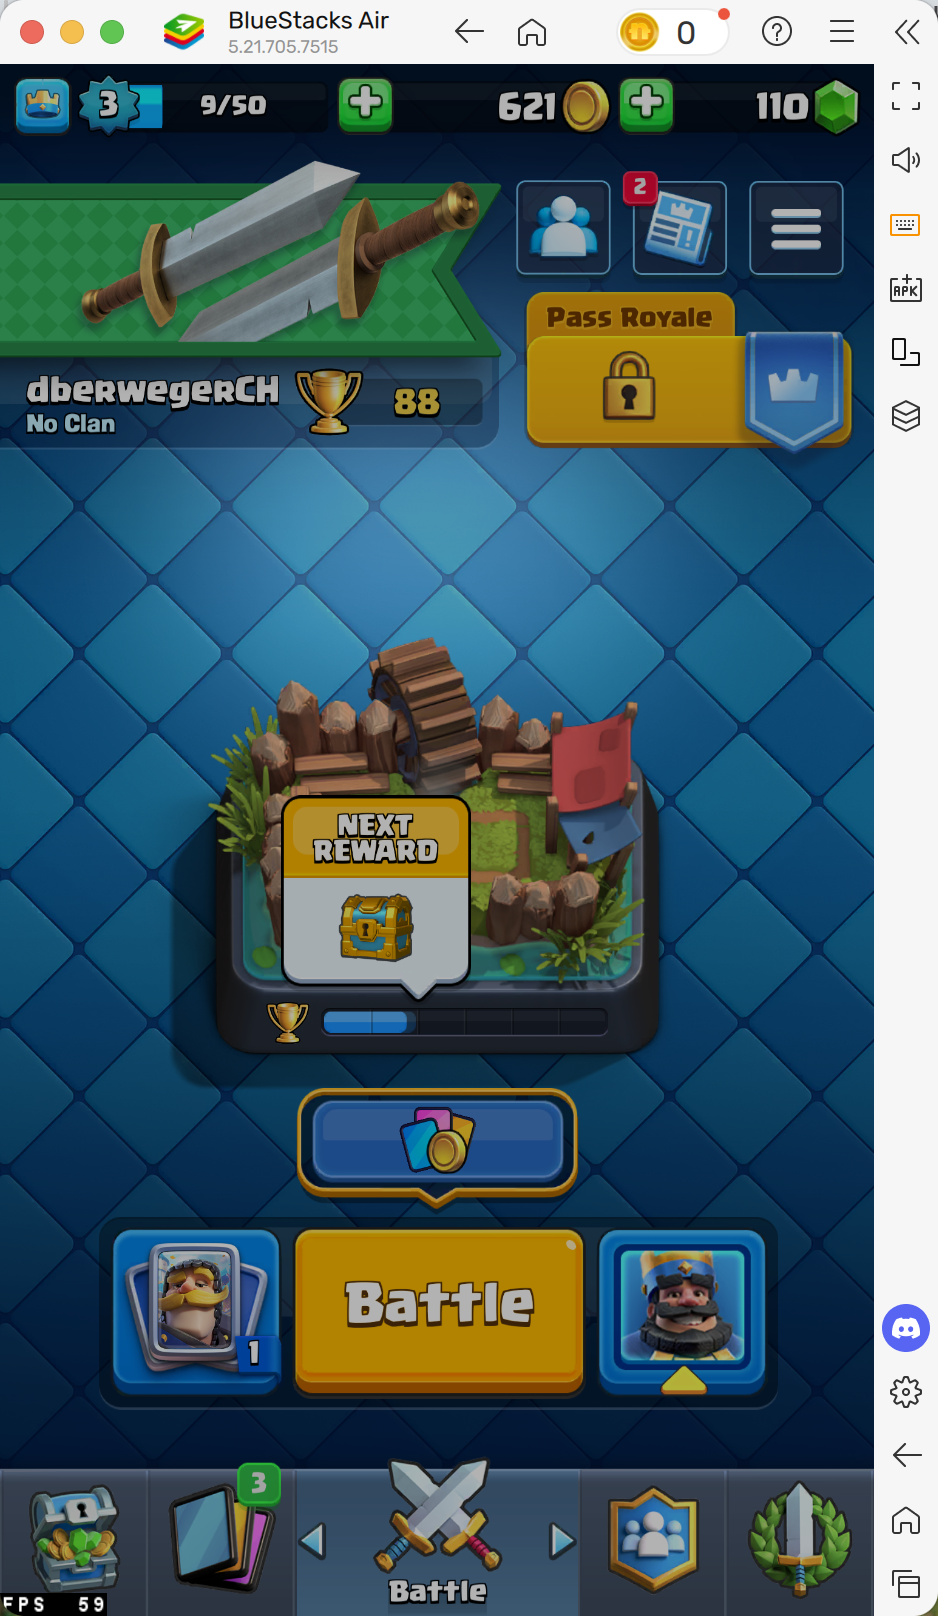 BlueStacks Air
5.21.705.7515
0
3
9/50
621
110
2
APK
Pass Royale
dberwegerCH
No Clan
88
NEXT
REWARD
1
Battle
3
Battle
FPS 59